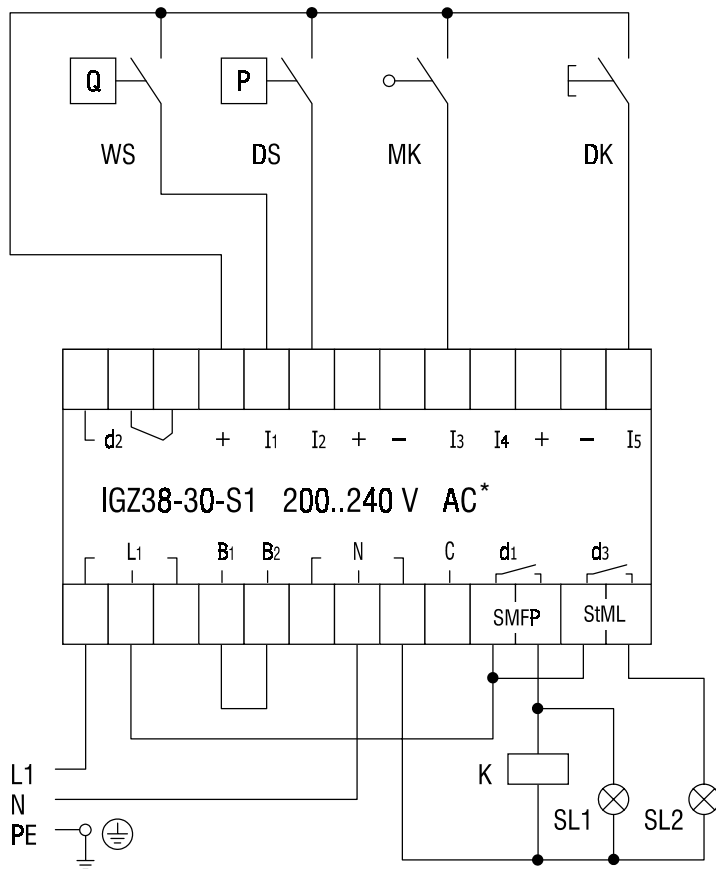 Q P
WS DS MK DK
d2 + I1 I2 + – I3 I4 + – I5
IGZ38-30-S1 200..240 V AC*
L1 B1 B2 N C d1 d3
SMFP StML
L1
N
PE
K SL1 SL2